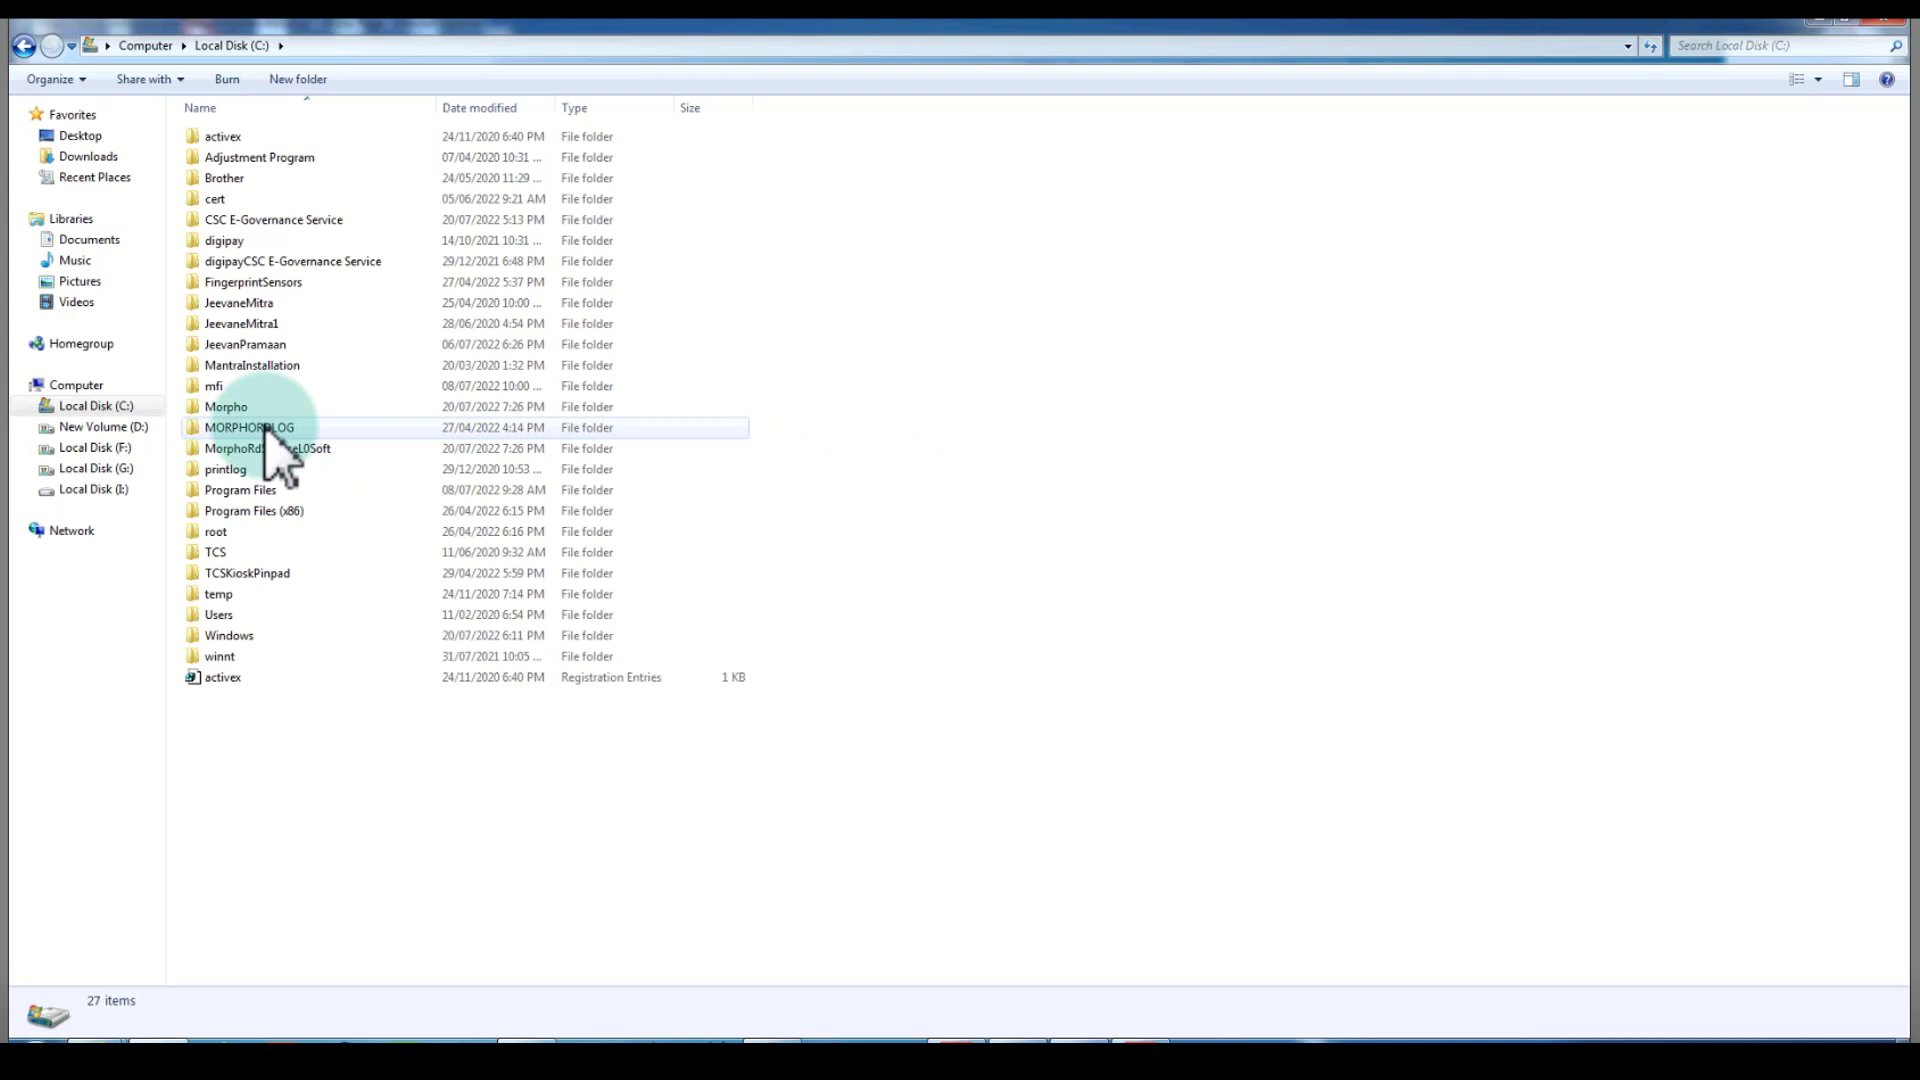 Computer Local Disk (C:) Search Local Disk (C:)
Organize Share with Burn New folder
Favorites
Desktop
Downloads
Recent Places
Libraries
Documents
Music
Pictures
Videos
Homegroup
Computer
Local Disk (C:)
New Volume (D:)
Local Disk (F:)
Local Disk (G:)
Local Disk (I:)
Network
Name Date modified Type Size
activex 24/11/2020 6:40 PM File folder
Adjustment Program 07/04/2020 10:31 ... File folder
Brother 24/05/2020 11:29 ... File folder
cert 05/06/2022 9:21 AM File folder
CSC E-Governance Service 20/07/2022 5:13 PM File folder
digipay 14/10/2021 10:31 ... File folder
digipayCSC E-Governance Service 29/12/2021 6:48 PM File folder
FingerprintSensors 27/04/2022 5:37 PM File folder
JeevaneMitra 25/04/2020 10:00 ... File folder
JeevaneMitra1 28/06/2020 4:54 PM File folder
JeevanPramaan 06/07/2022 6:26 PM File folder
MantraInstallation 20/03/2020 1:32 PM File folder
mfi 08/07/2022 10:00 ... File folder
Morpho 20/07/2022 7:26 PM File folder
27/04/2022 4:14 PM File folder
20/07/2022 7:26 PM File folder
printlog 29/12/2020 10:53 ... File folder
Program Files 08/07/2022 9:28 AM File folder
Program Files (x86) 26/04/2022 6:15 PM File folder
root 26/04/2022 6:16 PM File folder
TCS 11/06/2020 9:32 AM File folder
TCSKioskPinpad 29/04/2022 5:59 PM File folder
temp 24/11/2020 7:14 PM File folder
Users 11/02/2020 6:54 PM File folder
Windows 20/07/2022 6:11 PM File folder
winnt 31/07/2021 10:05 ... File folder
activex 24/11/2020 6:40 PM Registration Entries 1 KB
27 items